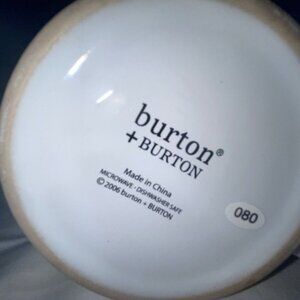 burton®
+BURTON
Made in China
MICROWAVE - DISHWASHER SAFE
©2006 burton + BURTON
080